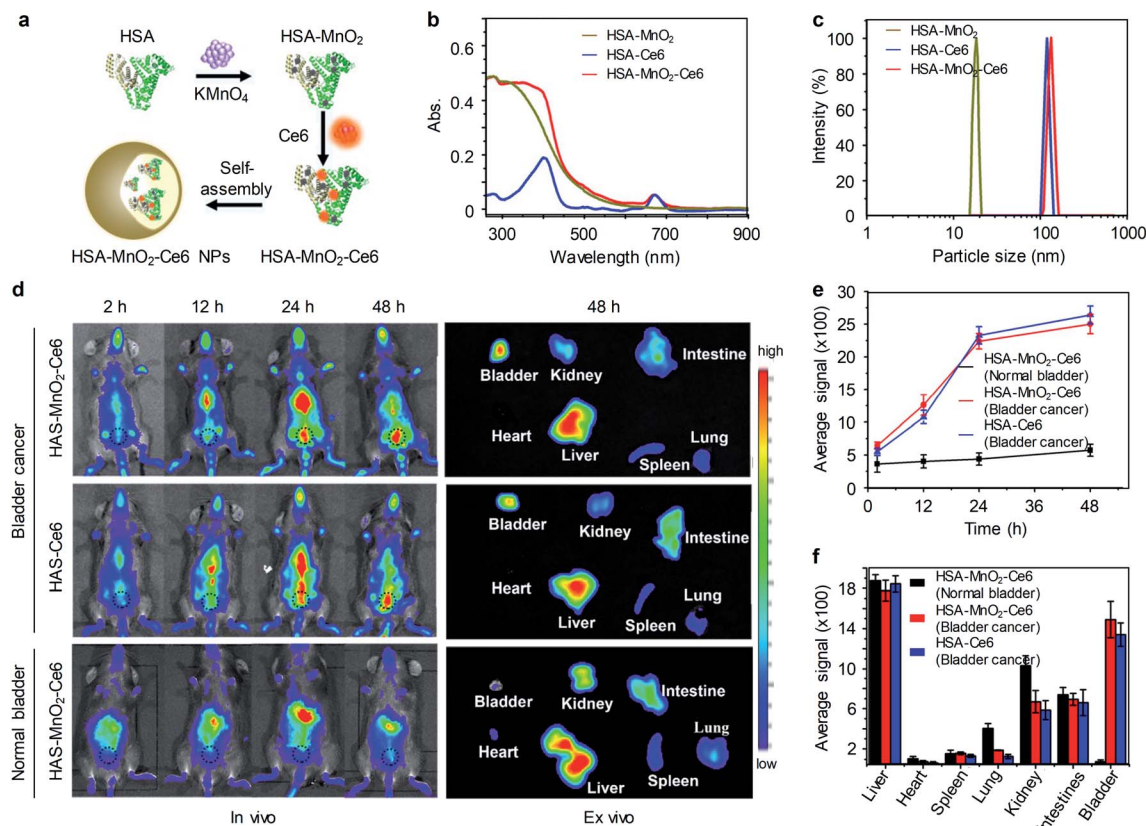 a
HSA
KMnO4
HSA-MnO2
Ce6
Self-
assembly
HSA-MnO2-Ce6 NPs
HSA-MnO2-Ce6
b
HSA-MnO2
HSA-Ce6
HSA-MnO2-Ce6
Abs.
0.6
0.4
0.2
0
300
500
700
900
Wavelength (nm)
c
HSA-MnO2
HSA-Ce6
HSA-MnO2-Ce6
Intensity (%)
100
80
60
40
20
0
1
10
100
1000
Particle size (nm)
d
2 h
12 h
24 h
48 h
48 h
Bladder cancer
HAS-MnO2-Ce6
HAS-Ce6
Normal bladder
HAS-MnO2-Ce6
Bladder
Kidney
Intestine
Heart
Liver
Spleen
Lung
Bladder
Kidney
Heart
Liver
Spleen
Lung
Bladder
Kidney
Intestine
Heart
Liver
Spleen
Lung
high
low
In vivo
Ex vivo
e
Average signal (x100)
30
25
20
15
10
5
0
0
12
24
36
48
Time (h)
HSA-MnO2-Ce6
(Normal bladder)
HSA-MnO2-Ce6
(Bladder cancer)
HSA-Ce6
(Bladder cancer)
f
Average signal (x100)
18
14
10
6
2
HSA-MnO2-Ce6
(Normal bladder)
HSA-MnO2-Ce6
(Bladder cancer)
HSA-Ce6
(Bladder cancer)
Liver
Heart
Spleen
Lung
Kidney
Intestines
Bladder